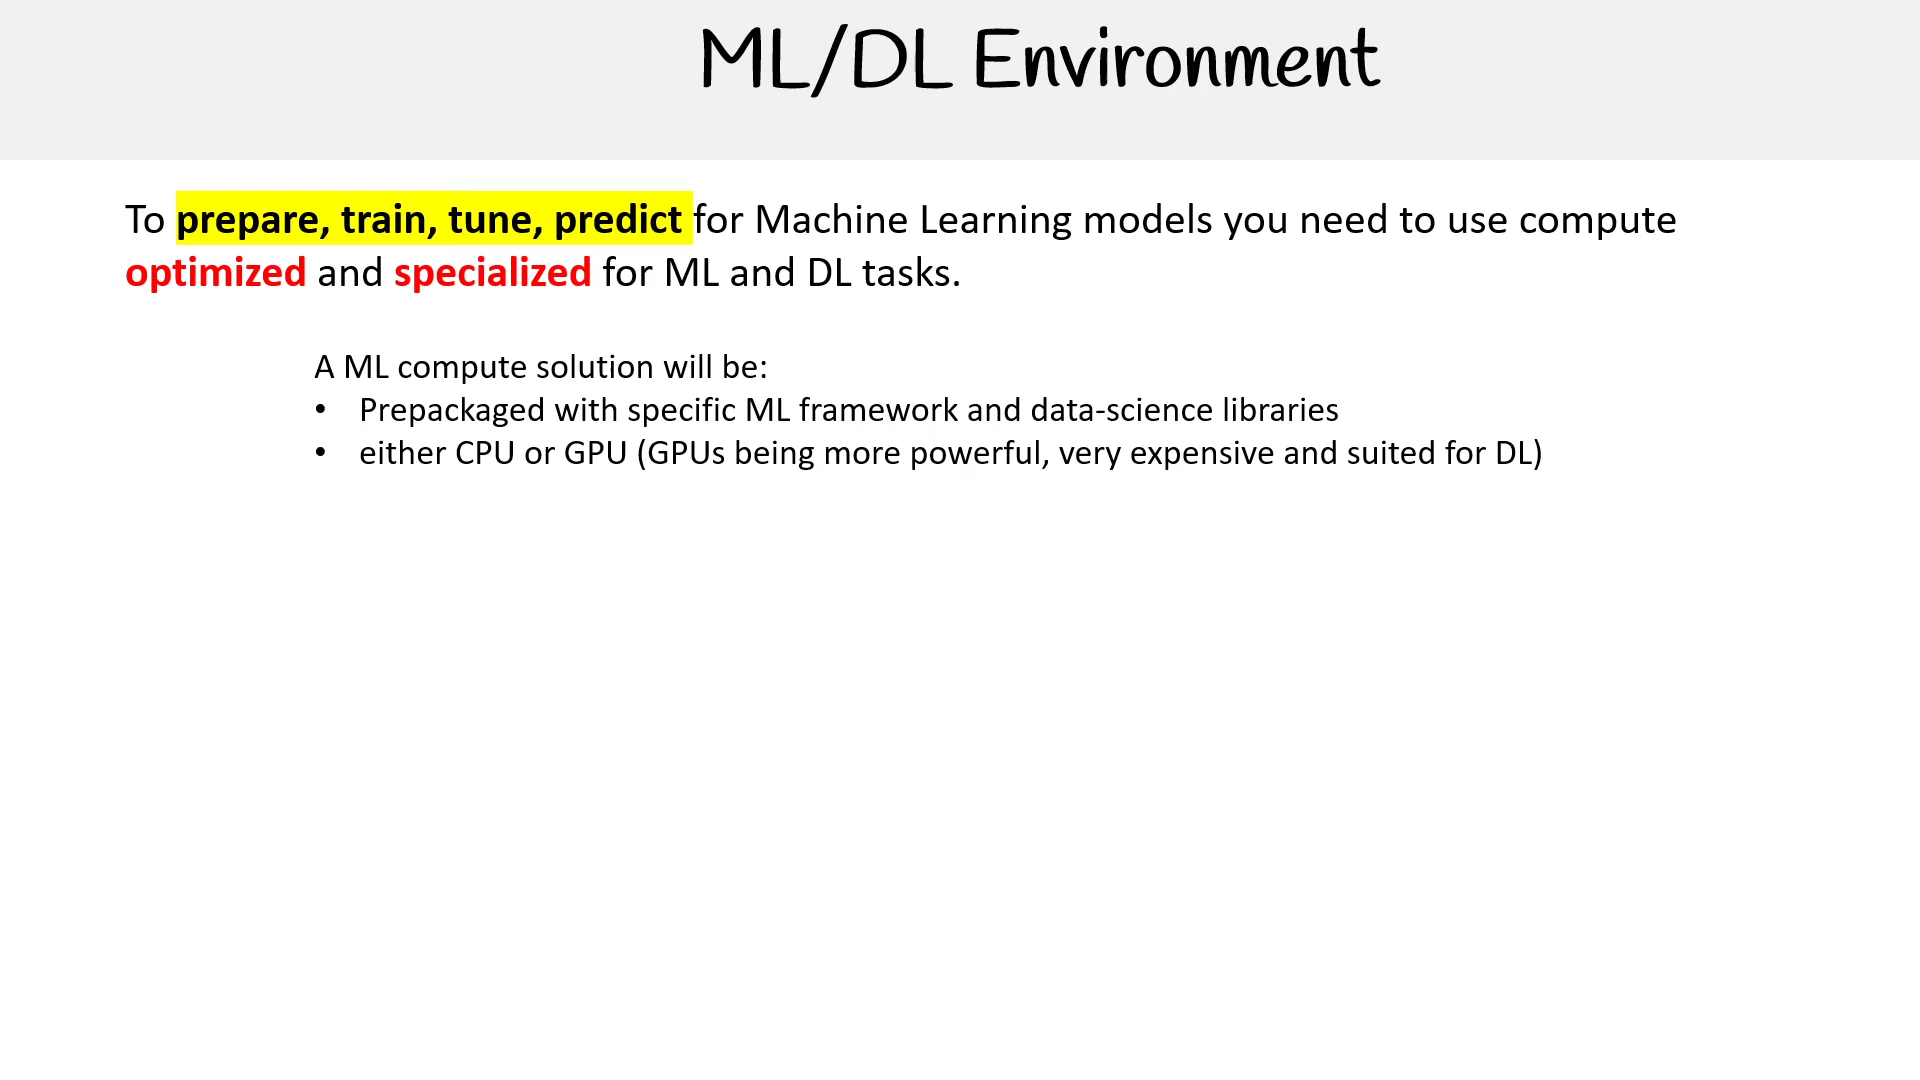 ML/DL Environment
To prepare, train, tune, predict for Machine Learning models you need to use compute
optimized and specialized for ML and DL tasks.
A ML compute solution will be:
• Prepackaged with specific ML framework and data-science libraries
• either CPU or GPU (GPUs being more powerful, very expensive and suited for DL)